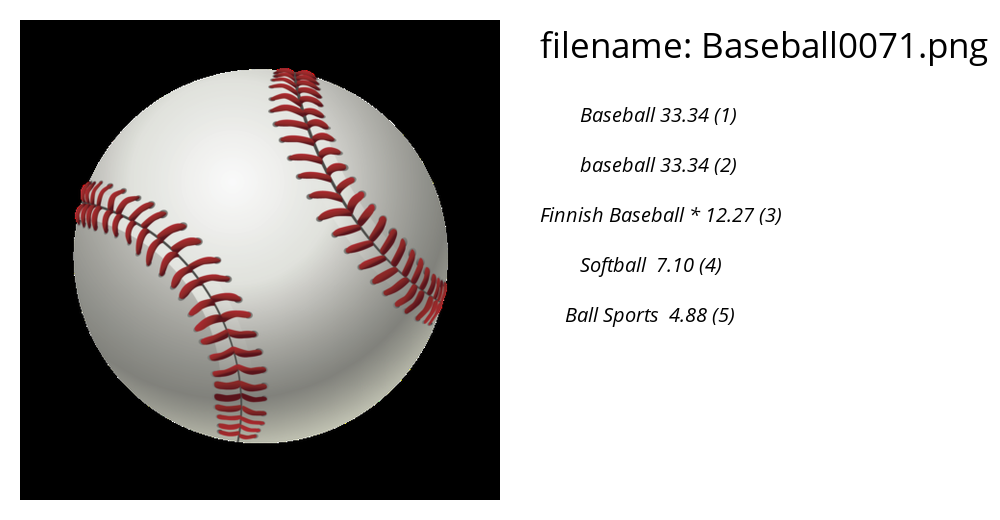 filename: Baseball0071.png
Baseball 33.34 (1)
baseball 33.34 (2)
Finnish Baseball * 12.27 (3)
Softball  7.10 (4)
Ball Sports  4.88 (5)